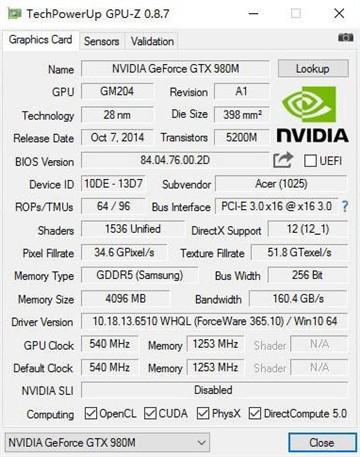 TechPowerUp GPU-Z 0.8.7
Graphics Card Sensors Validation
Name NVIDIA GeForce GTX 980M Lookup
GPU GM204 Revision A1
Technology 28 nm Die Size 398 mm²
Release Date Oct 7, 2014 Transistors 5200M
NVIDIA
BIOS Version 84.04.76.00.2D UEFI
Device ID 10DE - 13D7 Subvendor Acer (1025)
ROPs/TMUs 64 / 96 Bus Interface PCI-E 3.0 x16 @ x16 3.0 ?
Shaders 1536 Unified DirectX Support 12 (12_1)
Pixel Fillrate 34.6 GPixel/s Texture Fillrate 51.8 GTexel/s
Memory Type GDDR5 (Samsung) Bus Width 256 Bit
Memory Size 4096 MB Bandwidth 160.4 GB/s
Driver Version 10.18.13.6510 WHQL (ForceWare 365.10) / Win10 64
GPU Clock 540 MHz Memory 1253 MHz Shader N/A
Default Clock 540 MHz Memory 1253 MHz Shader N/A
NVIDIA SLI Disabled
Computing OpenCL CUDA PhysX DirectCompute 5.0
NVIDIA GeForce GTX 980M Close